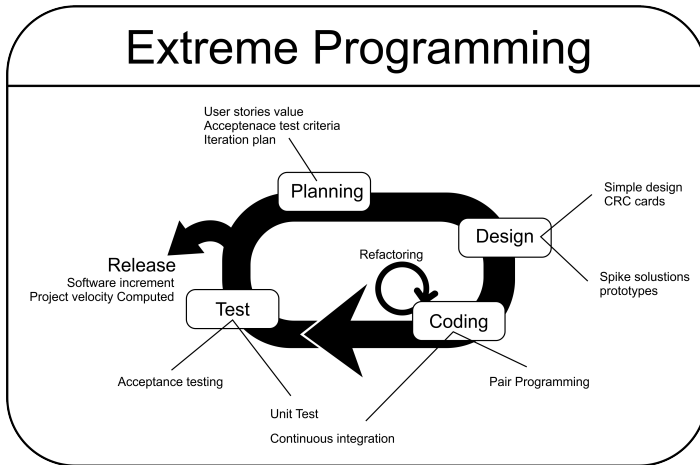 Extreme Programming
User stories value
Acceptenace test criteria
Iteration plan
Planning
Simple design
CRC cards
Design
Refactoring
Release
Software increment
Project velocity Computed
Spike solustions
prototypes
Test
Coding
Acceptance testing
Pair Programming
Unit Test
Continuous integration